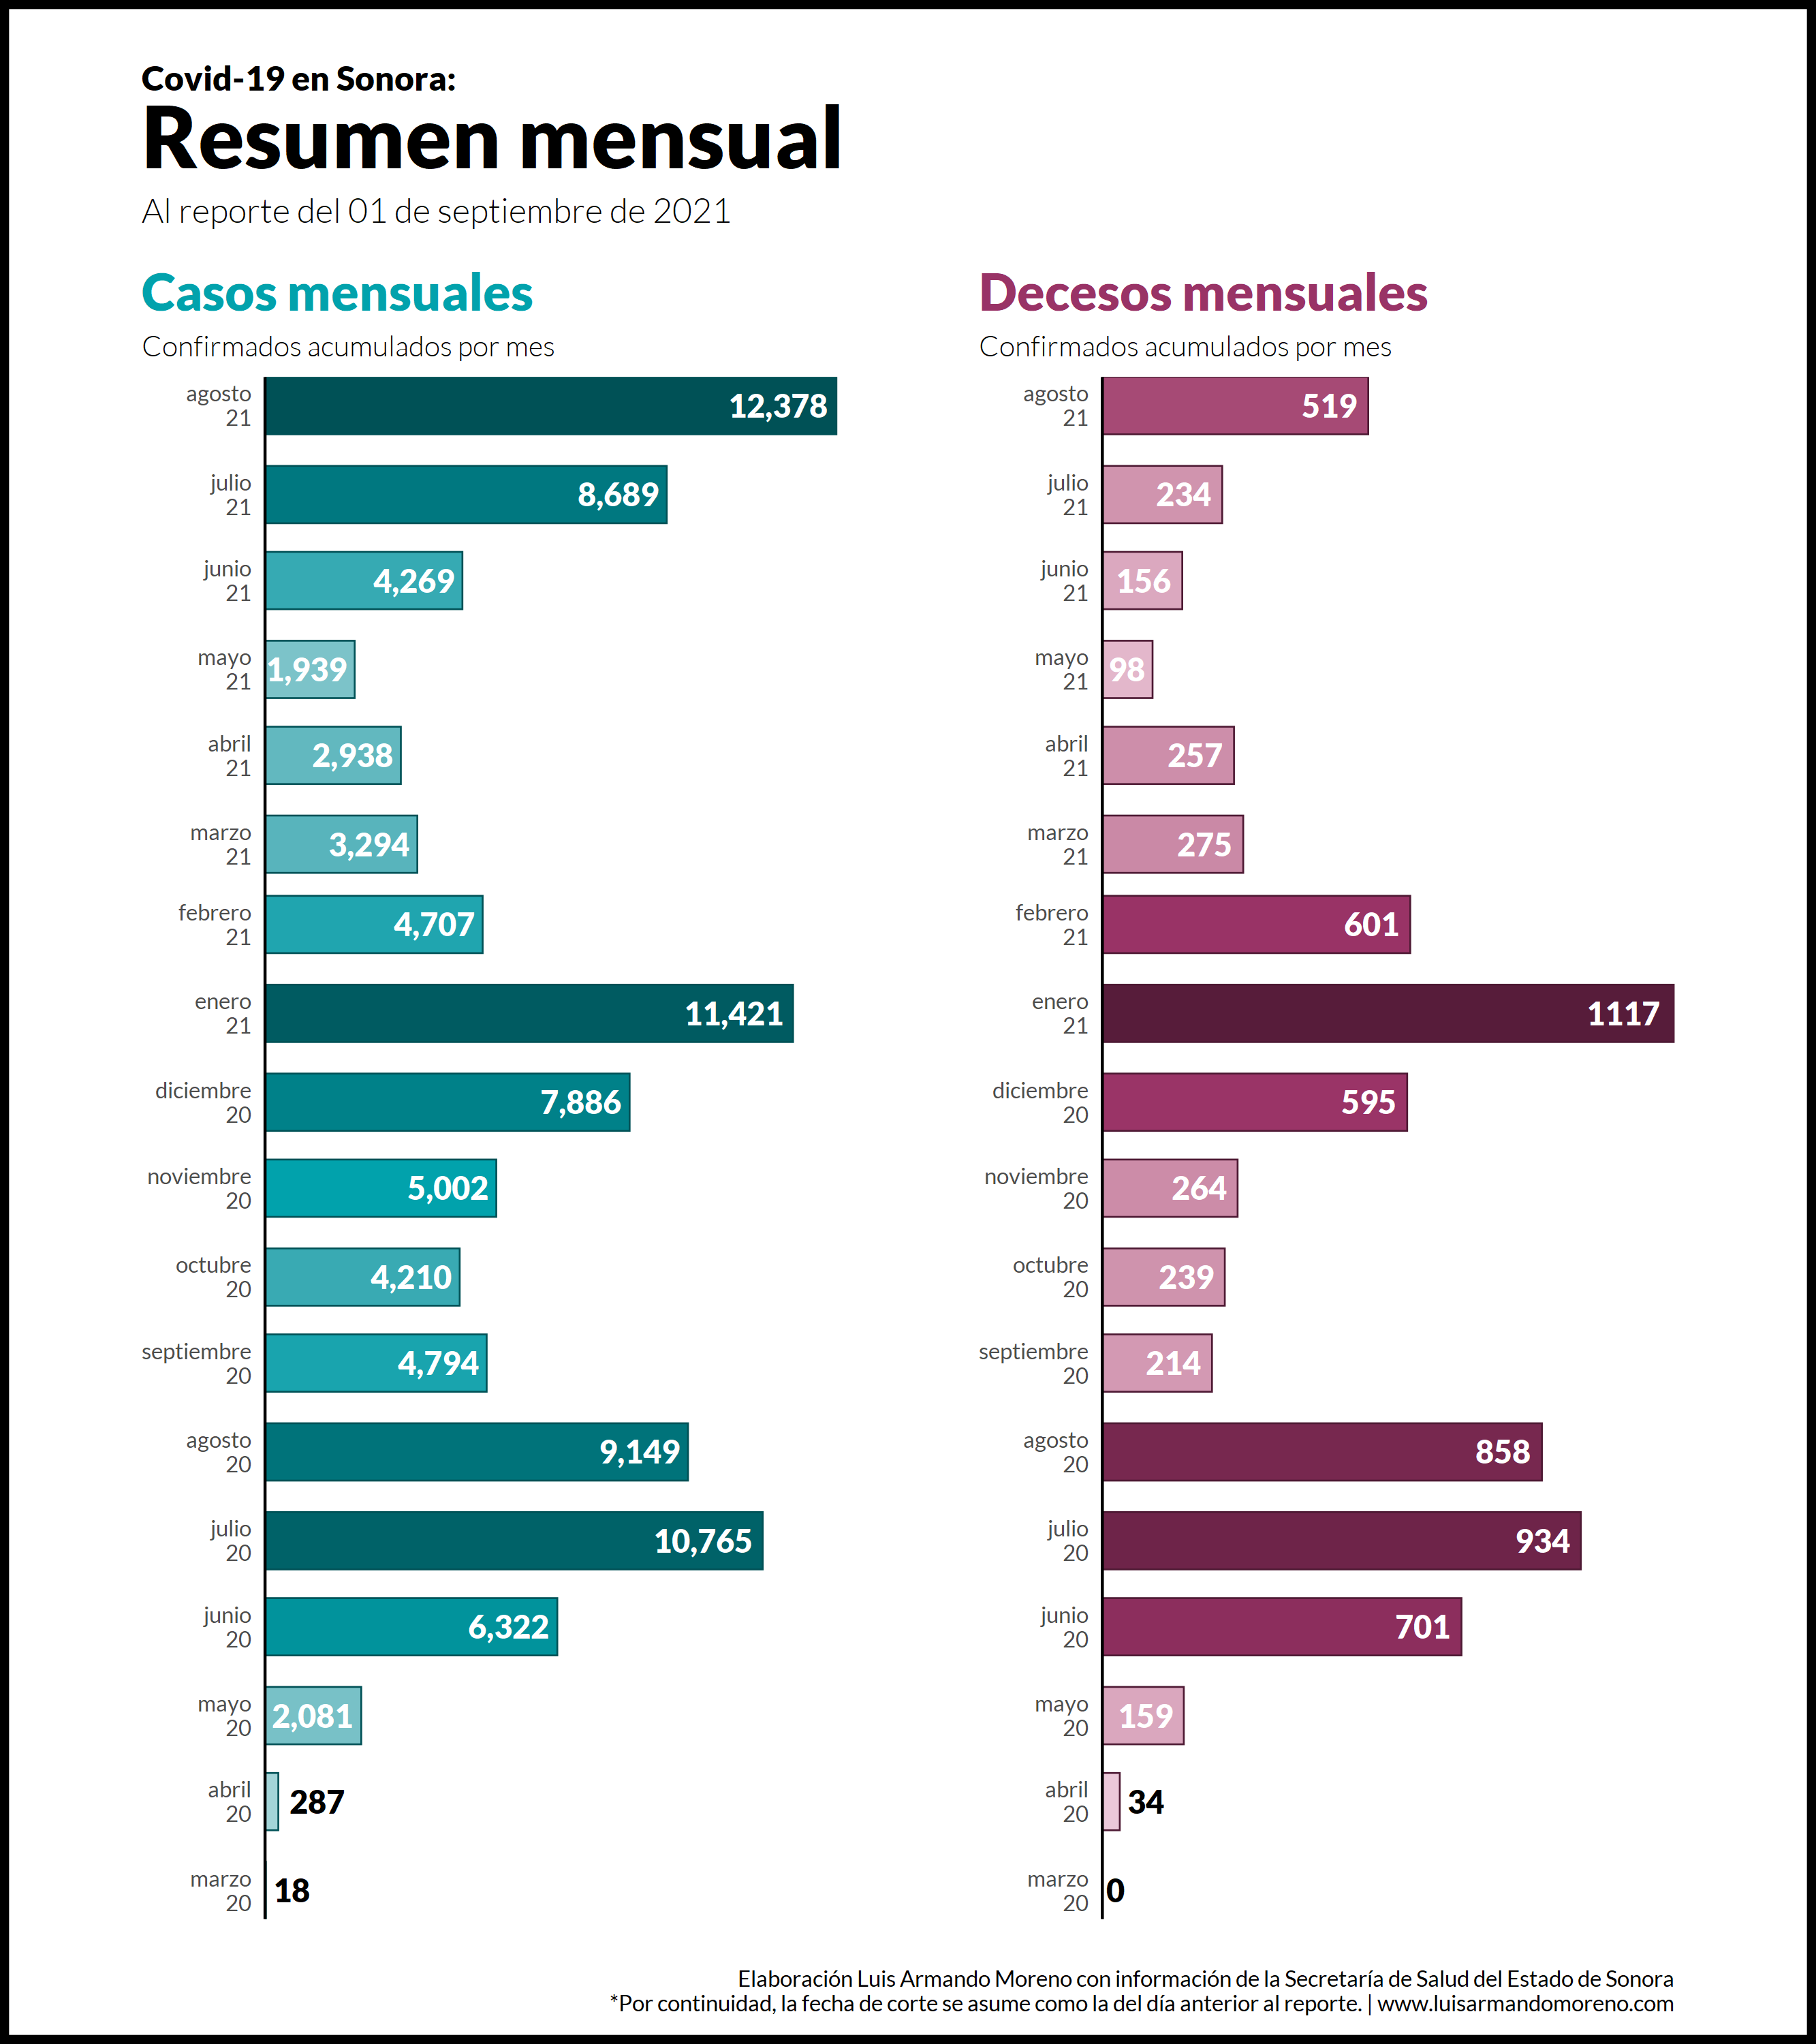 Covid-19 en Sonora:
Resumen mensual
Al reporte del 01 de septiembre de 2021
Casos mensuales
Confirmados acumulados por mes
agosto
21
12,378
julio
21
8,689
junio
21
4,269
mayo
21
1,939
abril
21
2,938
marzo
21
3,294
febrero
21
4,707
enero
21
11,421
diciembre
20
7,886
noviembre
20
5,002
octubre
20
4,210
septiembre
20
4,794
agosto
20
9,149
julio
20
10,765
junio
20
6,322
mayo
20
2,081
abril
20
287
marzo
20
18
Decesos mensuales
Confirmados acumulados por mes
agosto
21
519
julio
21
234
junio
21
156
mayo
21
98
abril
21
257
marzo
21
275
febrero
21
601
enero
21
1117
diciembre
20
595
noviembre
20
264
octubre
20
239
septiembre
20
214
agosto
20
858
julio
20
934
junio
20
701
mayo
20
159
abril
20
34
marzo
20
0
Elaboración Luis Armando Moreno con información de la Secretaría de Salud del Estado de Sonora
*Por continuidad, la fecha de corte se asume como la del día anterior al reporte. | www.luisarmandomoreno.com